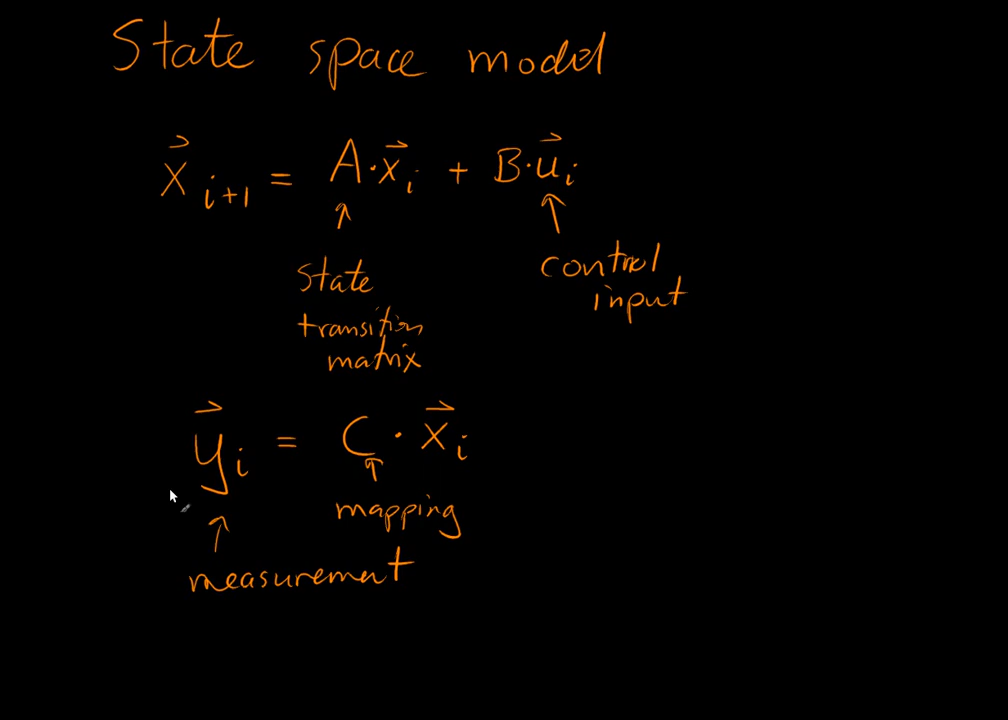 State space model
x⃗ i+1 = A·x⃗ i + B·u⃗ i
state
transition
matrix
control
input
y⃗ i = C · x⃗ i
mapping
measurement